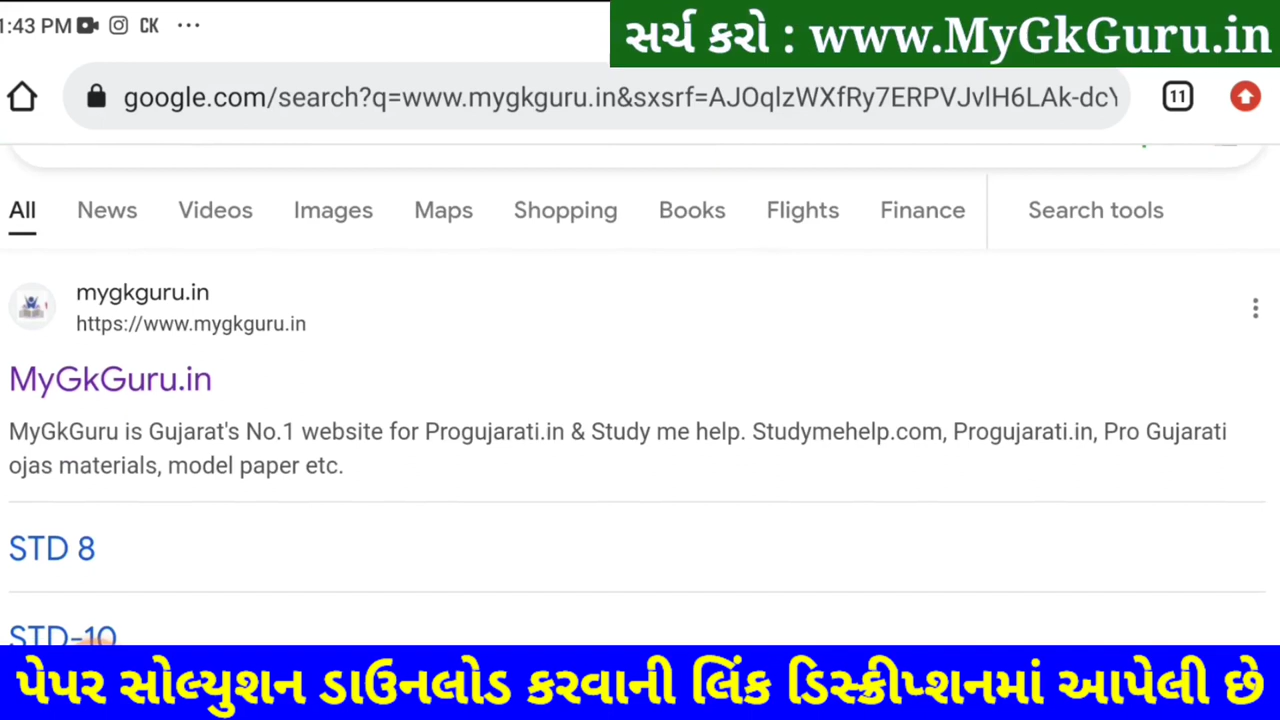 1:43 PM CK ...
સર્ચ કરો : www.MyGkGuru.in
google.com/search?q=www.mygkguru.in&sxsrf=AJOqlzWXfRy7ERPVJvlH6LAk-dcY
11
All News Videos Images Maps Shopping Books Flights Finance Search tools
mygkguru.in
https://www.mygkguru.in
MyGkGuru.in
MyGkGuru is Gujarat's No.1 website for Progujarati.in & Study me help. Studymehelp.com, Progujarati.in, Pro Gujarati
ojas materials, model paper etc.
STD 8
STD-10
પેપર સોલ્યુશન ડાઉનલોડ કરવાની લિંક ડિસ્ક્રીપ્શનમાં આપેલી છે